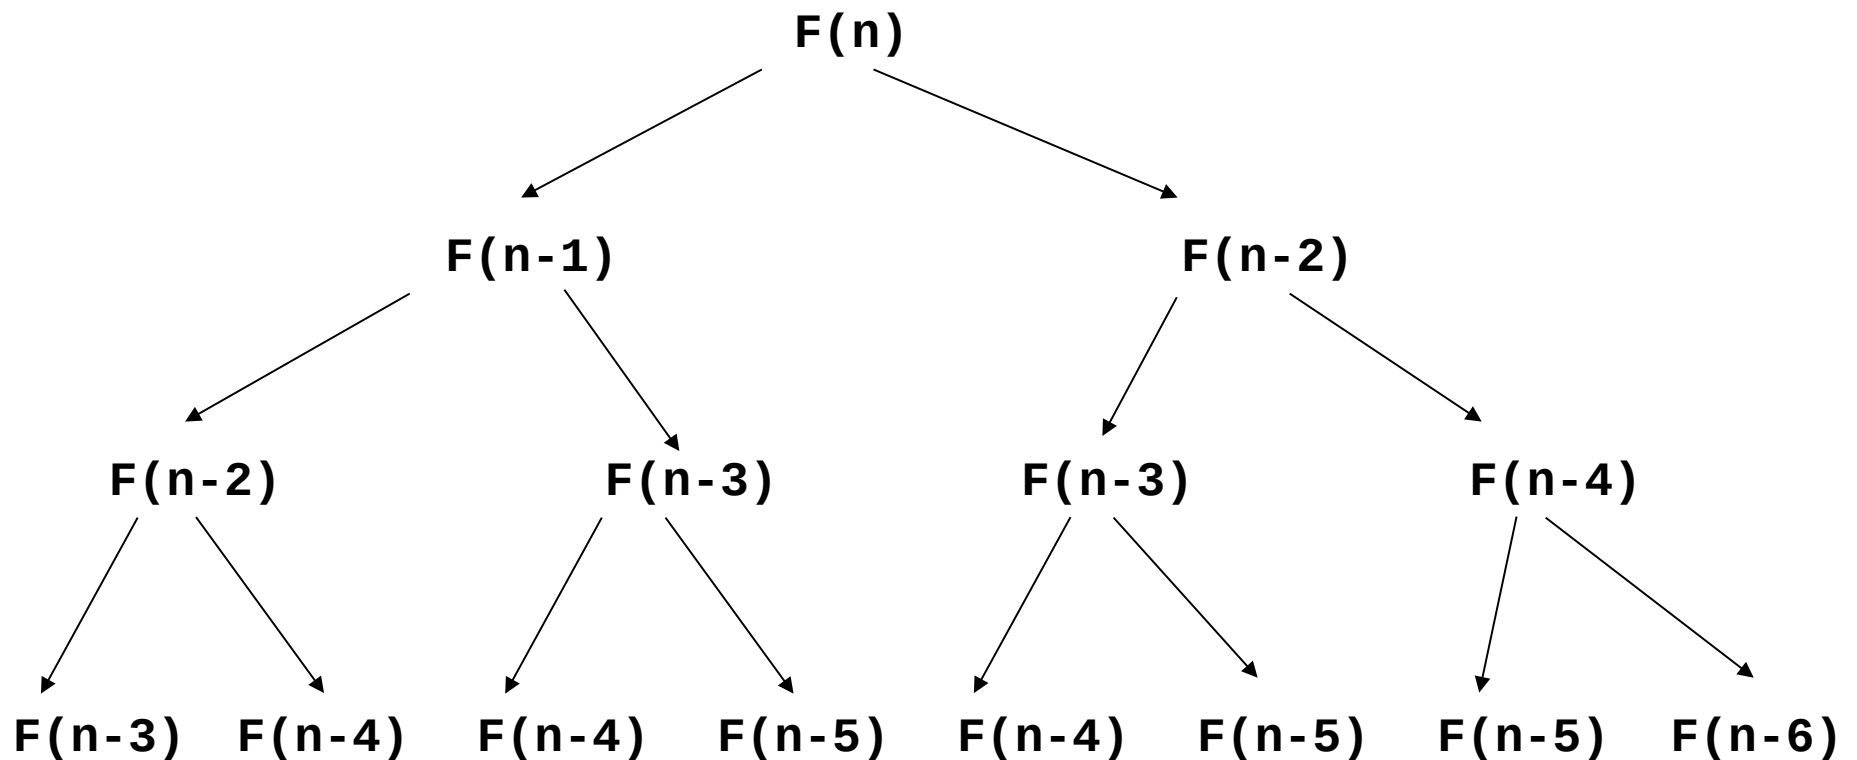 F(n)
F(n-1) F(n-2)
F(n-2) F(n-3) F(n-3) F(n-4)
F(n-3) F(n-4) F(n-4) F(n-5) F(n-4) F(n-5) F(n-5) F(n-6)